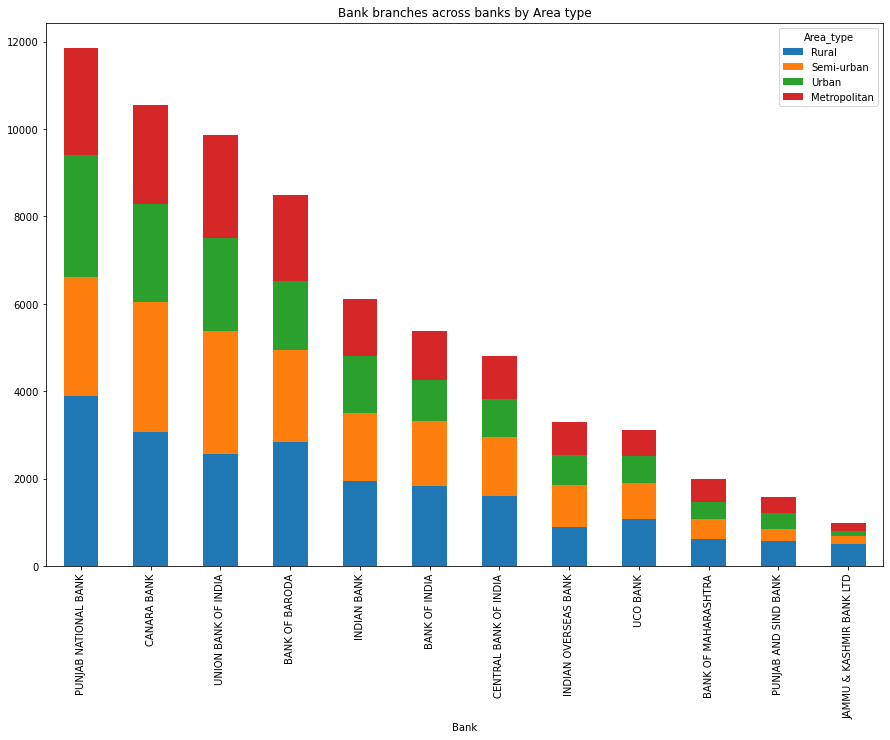 Bank branches across banks by Area type
Area_type
Rural
Semi-urban
Urban
Metropolitan
12000
10000
8000
6000
4000
2000
0
PUNJAB NATIONAL BANK
CANARA BANK
UNION BANK OF INDIA
BANK OF BARODA
INDIAN BANK
BANK OF INDIA
CENTRAL BANK OF INDIA
INDIAN OVERSEAS BANK
UCO BANK
BANK OF MAHARASHTRA
PUNJAB AND SIND BANK
JAMMU & KASHMIR BANK LTD
Bank